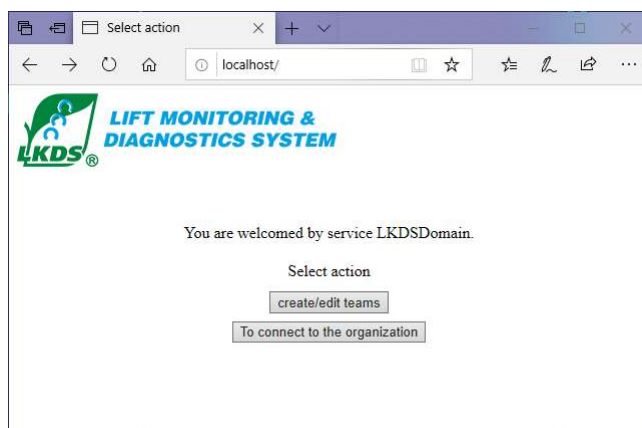 Select action
localhost/
LIFT MONITORING &
DIAGNOSTICS SYSTEM
LKDS®
You are welcomed by service LKDSDomain.
Select action
create/edit teams
To connect to the organization